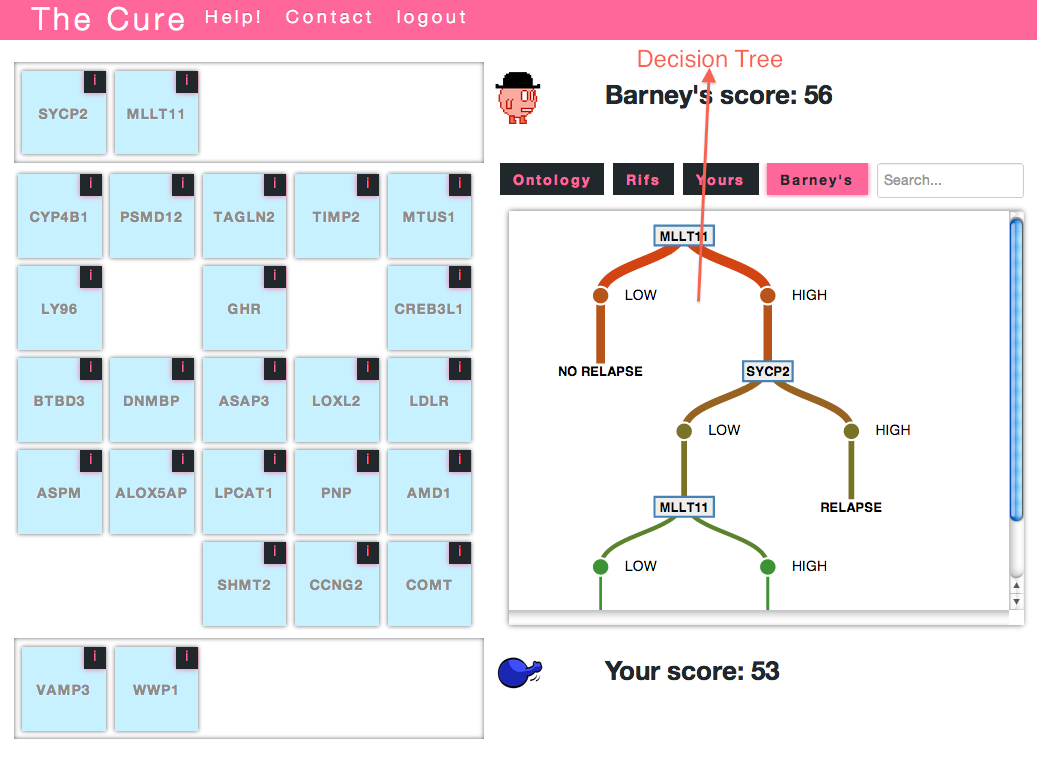 The Cure Help! Contact logout
Decision Tree
Barney's score: 56
i i
SYCP2 MLLT11
Ontology Rifs Yours Barney's Search...
i i i i i
CYP4B1 PSMD12 TAGLN2 TIMP2 MTUS1
i i i
LY96 GHR CREB3L1
i i i i i
BTBD3 DNMBP ASAP3 LOXL2 LDLR
i i i i i
ASPM ALOX5AP LPCAT1 PNP AMD1
i i i
SHMT2 CCNG2 COMT
i i
VAMP3 WWP1
MLLT11
LOW HIGH
NO RELAPSE SYCP2
LOW HIGH
MLLT11 RELAPSE
LOW HIGH
Your score: 53